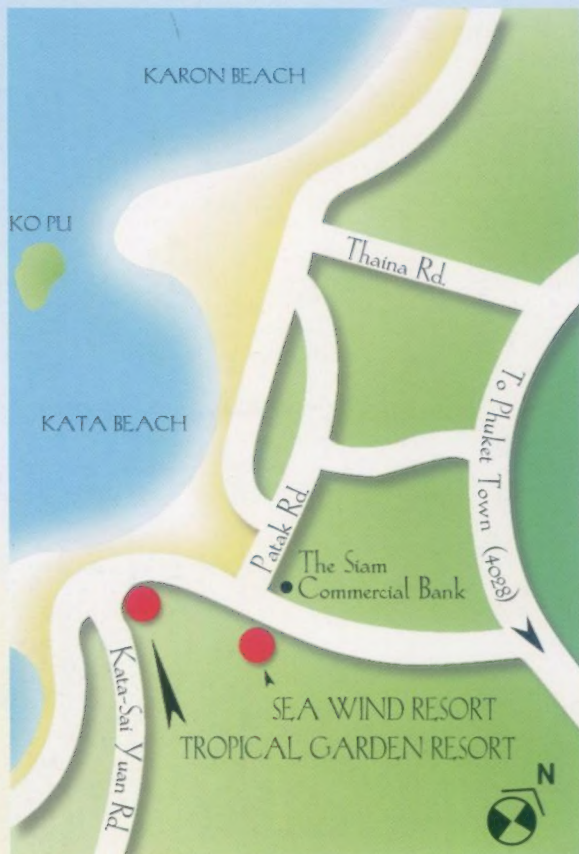 KARON BEACH
KO PU
Thaina Rd.
To Phuket Town (4028)
KATA BEACH
Patak Rd.
The Siam
Commercial Bank
Kata-Sai Yuan Rd.
SEA WIND RESORT
TROPICAL GARDEN RESORT
N